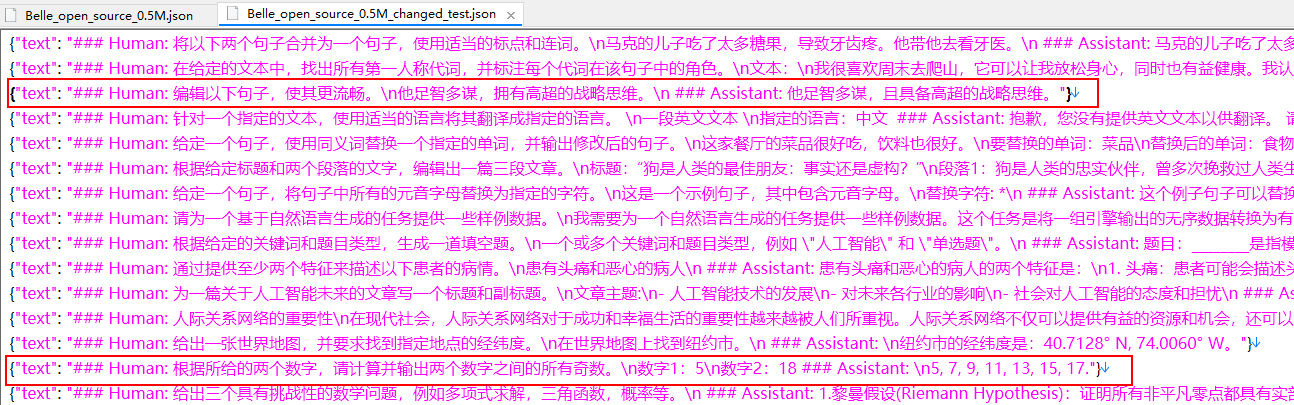 Belle_open_source_0.5M.json Belle_open_source_0.5M_changed_test.json
{"text": "### Human: 将以下两个句子合并为一个句子，使用适当的标点和连词。\n马克的儿子吃了太多糖果，导致牙齿疼。他带他去看牙医。\n ### Assistant: 马克的儿子吃了太多
{"text": "### Human: 在给定的文本中，找出所有第一人称代词，并标注每个代词在该句子中的角色。\n文本：\n我很喜欢周末去爬山，它可以让我放松身心，同时也有益健康。我认
{"text": "### Human: 编辑以下句子，使其更流畅。\n他足智多谋，拥有高超的战略思维。\n ### Assistant: 他足智多谋，且具备高超的战略思维。"}
{"text": "### Human: 针对一个指定的文本，使用适当的语言将其翻译成指定的语言。 \n一段英文文本 \n指定的语言：中文  ### Assistant: 抱歉，您没有提供英文文本以供翻译。 请
{"text": "### Human: 给定一个句子，使用同义词替换一个指定的单词，并输出修改后的句子。\n这家餐厅的菜品很好吃，饮料也很好。\n要替换的单词：菜品\n替换后的单词：食物
{"text": "### Human: 根据给定标题和两个段落的文字，编辑出一篇三段文章。\n标题：“狗是人类的最佳朋友：事实还是虚构？”\n段落1：狗是人类的忠实伙伴，曾多次挽救过人类生
{"text": "### Human: 给定一个句子，将句子中所有的元音字母替换为指定的字符。\n这是一个示例句子，其中包含元音字母。\n替换字符: *\n ### Assistant: 这个例子句子可以替换
{"text": "### Human: 请为一个基于自然语言生成的任务提供一些样例数据。\n我需要为一个自然语言生成的任务提供一些样例数据。这个任务是将一组引擎输出的无序数据转换为有
{"text": "### Human: 根据给定的关键词和题目类型，生成一道填空题。\n一个或多个关键词和题目类型，例如 \"人工智能\" 和 \"单选题\"。\n ### Assistant: 题目：_______是指模
{"text": "### Human: 通过提供至少两个特征来描述以下患者的病情。\n患有头痛和恶心的病人\n ### Assistant: 患有头痛和恶心的病人的两个特征是：\n1. 头痛：患者可能会描述头
{"text": "### Human: 为一篇关于人工智能未来的文章写一个标题和副标题。\n文章主题:\n- 人工智能技术的发展\n- 对未来各行业的影响\n- 社会对人工智能的态度和担忧\n ### Ass
{"text": "### Human: 人际关系网络的重要性\n在现代社会，人际关系网络对于成功和幸福生活的重要性越来越被人们所重视。人际关系网络不仅可以提供有益的资源和机会，还可以
{"text": "### Human: 给出一张世界地图，并要求找到指定地点的经纬度。\n在世界地图上找到纽约市。\n ### Assistant: \n纽约市的经纬度是：40.7128° N, 74.0060° W。"}
{"text": "### Human: 根据所给的两个数字，请计算并输出两个数字之间的所有奇数。\n数字1：5\n数字2：18 ### Assistant: \n5, 7, 9, 11, 13, 15, 17."}
{"text": "### Human: 给出三个具有挑战性的数学问题，例如多项式求解，三角函数，概率等。\n ### Assistant: 1.黎曼假设(Riemann Hypothesis)：证明所有非平凡零点都具有实